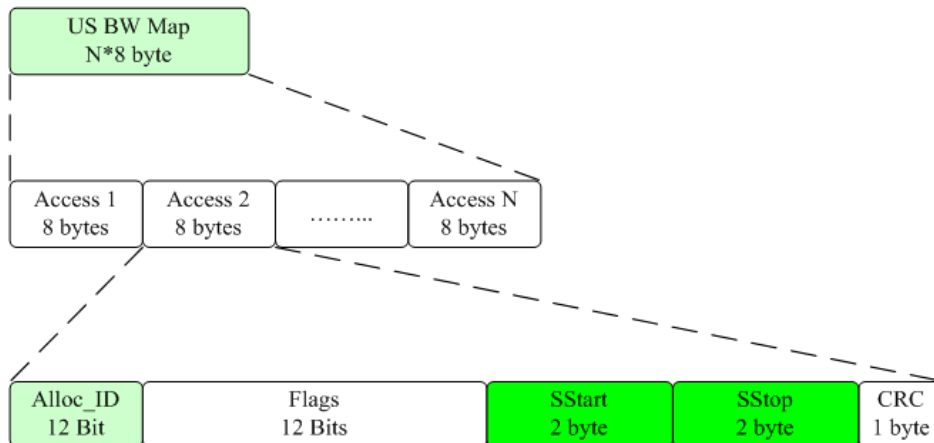 US BW Map
N*8 byte
Access 1
8 bytes
Access 2
8 bytes
……...
Access N
8 bytes
Alloc_ID
12 Bit
Flags
12 Bits
SStart
2 byte
SStop
2 byte
CRC
1 byte